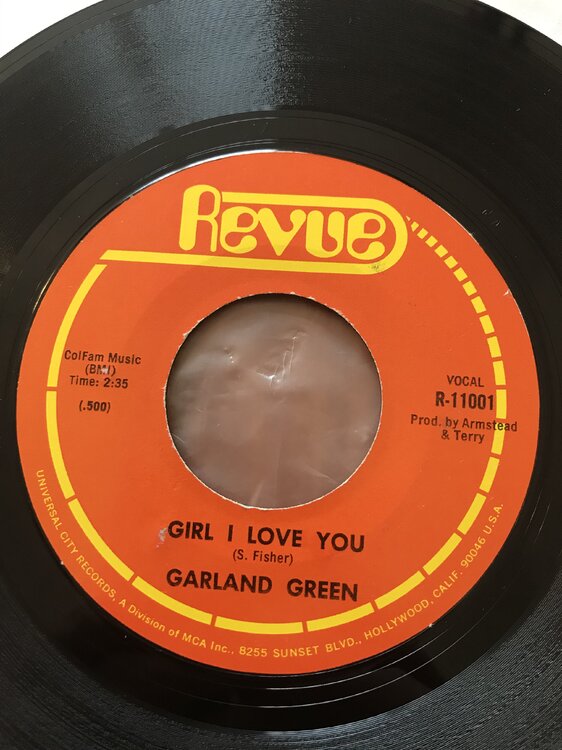 Revue
ColFam Music
(BMI)
Time: 2:35
(.500)
VOCAL
R-11001
Prod. by Armstead
& Terry
GIRL I LOVE YOU
(S. Fisher)
GARLAND GREEN
UNIVERSAL CITY RECORDS, A Division of MCA Inc., 8255 SUNSET BLVD., HOLLYWOOD, CALIF. 90046 U.S.A.